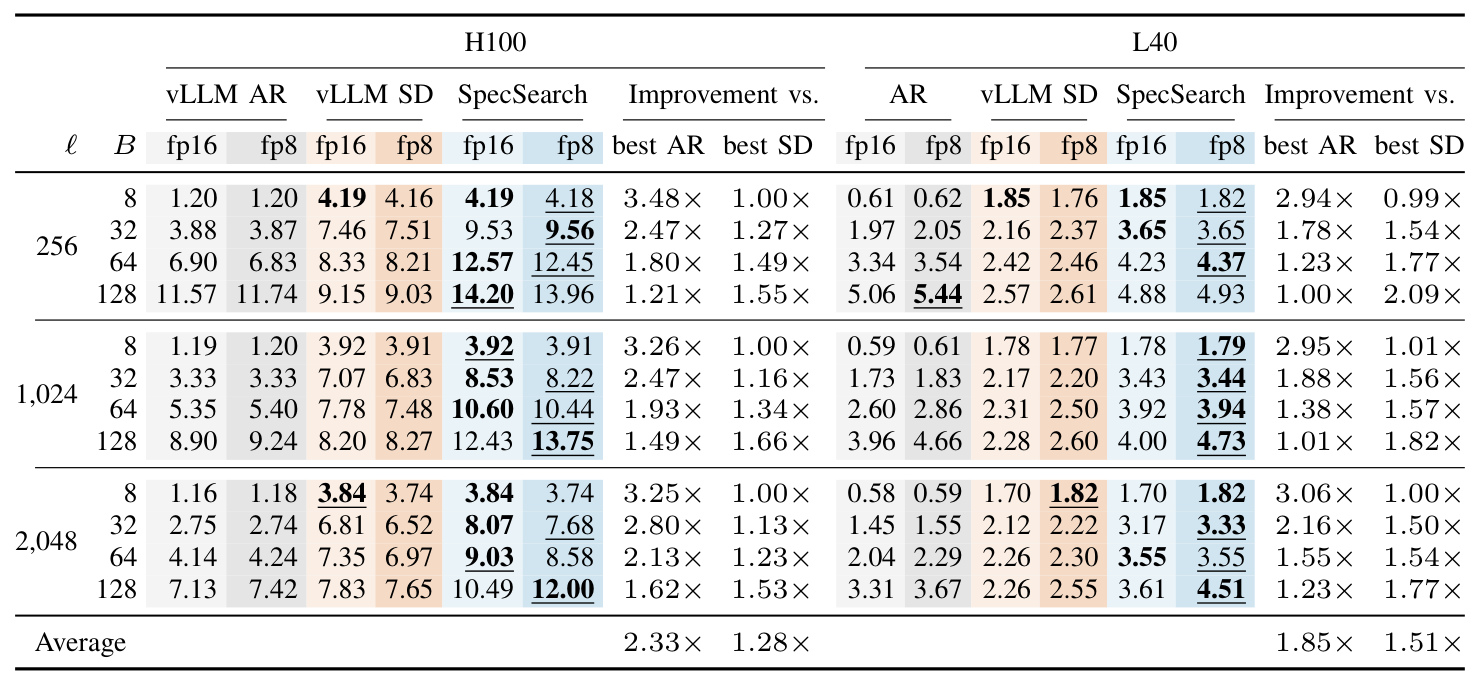 H100 L40
vLLM AR vLLM SD SpecSearch Improvement vs. AR vLLM SD SpecSearch Improvement vs.
ℓ B fp16 fp8 fp16 fp8 fp16 fp8 best AR best SD fp16 fp8 fp16 fp8 fp16 fp8 best AR best SD
8 1.20 1.20 4.19 4.16 4.19 4.18 3.48× 1.00× 0.61 0.62 1.85 1.76 1.85 1.82 2.94× 0.99×
32 3.88 3.87 7.46 7.51 9.53 9.56 2.47× 1.27× 1.97 2.05 2.16 2.37 3.65 3.65 1.78× 1.54×
256
64 6.90 6.83 8.33 8.21 12.57 12.45 1.80× 1.49× 3.34 3.54 2.42 2.46 4.23 4.37 1.23× 1.77×
128 11.57 11.74 9.15 9.03 14.20 13.96 1.21× 1.55× 5.06 5.44 2.57 2.61 4.88 4.93 1.00× 2.09×
8 1.19 1.20 3.92 3.91 3.92 3.91 3.26× 1.00× 0.59 0.61 1.78 1.77 1.78 1.79 2.95× 1.01×
32 3.33 3.33 7.07 6.83 8.53 8.22 2.47× 1.16× 1.73 1.83 2.17 2.20 3.43 3.44 1.88× 1.56×
1,024
64 5.35 5.40 7.78 7.48 10.60 10.44 1.93× 1.34× 2.60 2.86 2.31 2.50 3.92 3.94 1.38× 1.57×
128 8.90 9.24 8.20 8.27 12.43 13.75 1.49× 1.66× 3.96 4.66 2.28 2.60 4.00 4.73 1.01× 1.82×
8 1.16 1.18 3.84 3.74 3.84 3.74 3.25× 1.00× 0.58 0.59 1.70 1.82 1.70 1.82 3.06× 1.00×
32 2.75 2.74 6.81 6.52 8.07 7.68 2.80× 1.13× 1.45 1.55 2.12 2.22 3.17 3.33 2.16× 1.50×
2,048
64 4.14 4.24 7.35 6.97 9.03 8.58 2.13× 1.23× 2.04 2.29 2.26 2.30 3.55 3.55 1.55× 1.54×
128 7.13 7.42 7.83 7.65 10.49 12.00 1.62× 1.53× 3.31 3.67 2.26 2.55 3.61 4.51 1.23× 1.77×
Average 2.33× 1.28× 1.85× 1.51×